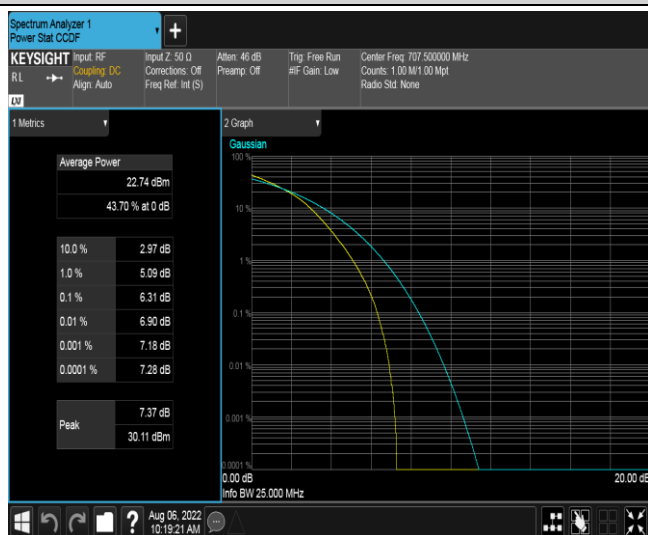 Spectrum Analyzer 1
Power Stat CCDF
KEYSIGHT
RL
LXI
Input: RF
Coupling: DC
Align: Auto
Input Z: 50 Ω
Corrections: Off
Freq Ref: Int (S)
Atten: 46 dB
Preamp: Off
Trig: Free Run
#IF Gain: Low
Center Freq: 707.500000 MHz
Counts: 1.00 M/1.00 Mpt
Radio Std: None
1 Metrics
Average Power
22.74 dBm
43.70 % at 0 dB
10.0 % 2.97 dB
1.0 % 5.09 dB
0.1 % 6.31 dB
0.01 % 6.90 dB
0.001 % 7.18 dB
0.0001 % 7.28 dB
Peak
7.37 dB
30.11 dBm
2 Graph
Gaussian
100 %
10 %
1 %
0.1 %
0.01 %
0.001 %
0.0001 %
0.00 dB
20.00 dB
Info BW 25.000 MHz
?
Aug 06, 2022
10:19:21 AM